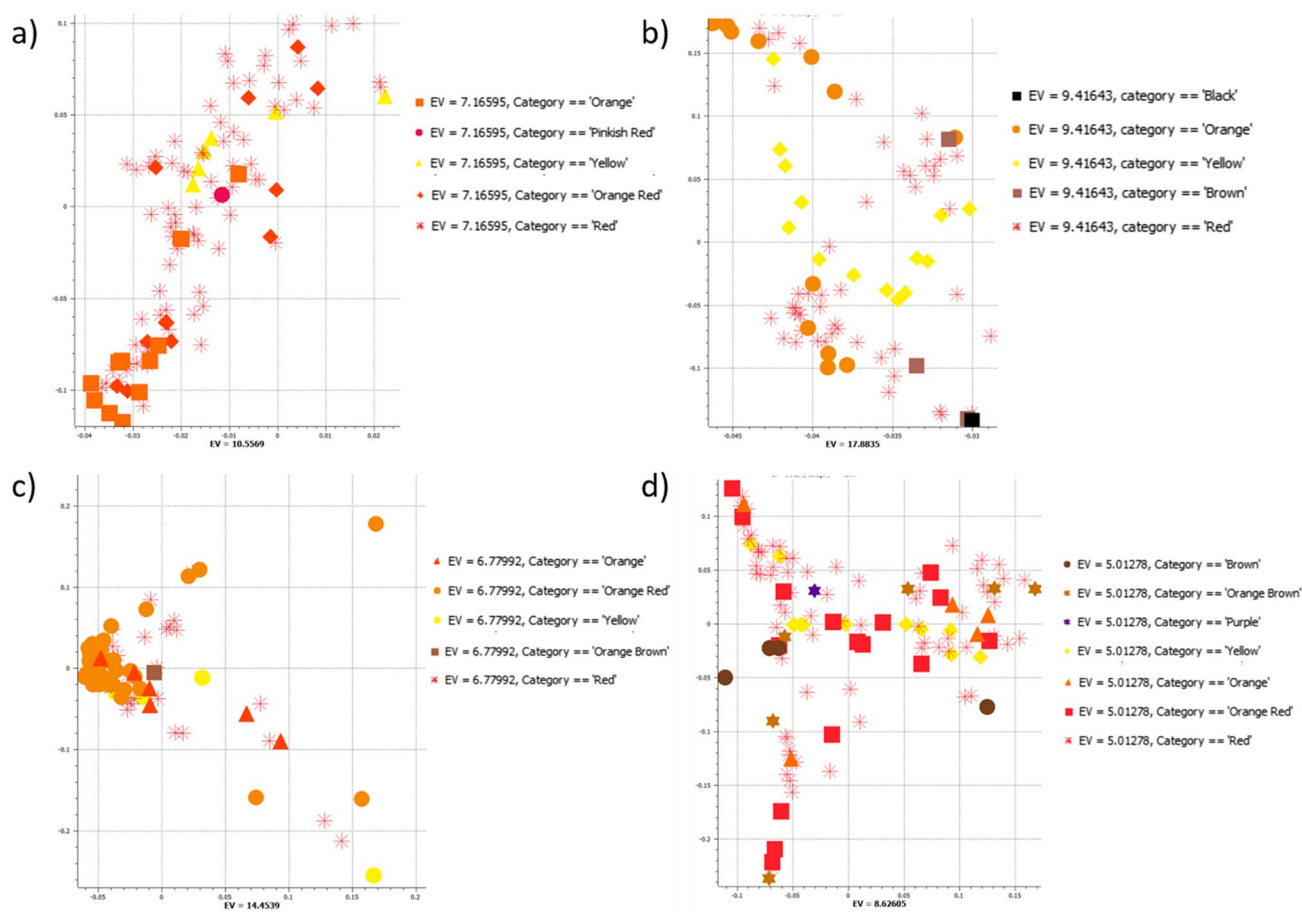 a)
0.1
0.05
0
-0.05
-0.1
-0.04
-0.03
-0.02
-0.01
0
0.01
0.02
EV = 10.5569
EV = 7.16595, Category == 'Orange'
EV = 7.16595, Category == 'Pinkish Red'
EV = 7.16595, Category == 'Yellow'
EV = 7.16595, Category == 'Orange Red'
EV = 7.16595, Category == 'Red'
b)
0.15
0.1
0.05
0
-0.05
-0.1
-0.045
-0.04
-0.035
-0.03
EV = 17.8835
EV = 9.41643, category == 'Black'
EV = 9.41643, category == 'Orange'
EV = 9.41643, category == 'Yellow'
EV = 9.41643, category == 'Brown'
EV = 9.41643, category == 'Red'
c)
0.2
0.1
0
-0.1
-0.2
-0.05
0
0.05
0.1
0.15
0.2
EV = 14.4539
EV = 6.77992, Category == 'Orange'
EV = 6.77992, Category == 'Orange Red'
EV = 6.77992, Category == 'Yellow'
EV = 6.77992, Category == 'Orange Brown'
EV = 6.77992, Category == 'Red'
d)
0.1
0.05
0
-0.05
-0.1
-0.15
-0.2
-0.1
-0.05
0
0.05
0.1
0.15
EV = 8.62605
EV = 5.01278, Category == 'Brown'
EV = 5.01278, Category == 'Orange Brown'
EV = 5.01278, Category == 'Purple'
EV = 5.01278, Category == 'Yellow'
EV = 5.01278, Category == 'Orange'
EV = 5.01278, Category == 'Orange Red'
EV = 5.01278, Category == 'Red'